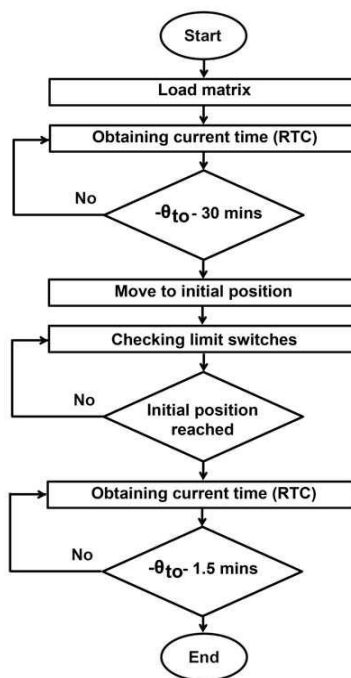 Start
Load matrix
Obtaining current time (RTC)
No
-θto- 30 mins
Move to initial position
Checking limit switches
No
Initial position
reached
Obtaining current time (RTC)
No
-θto- 1.5 mins
End